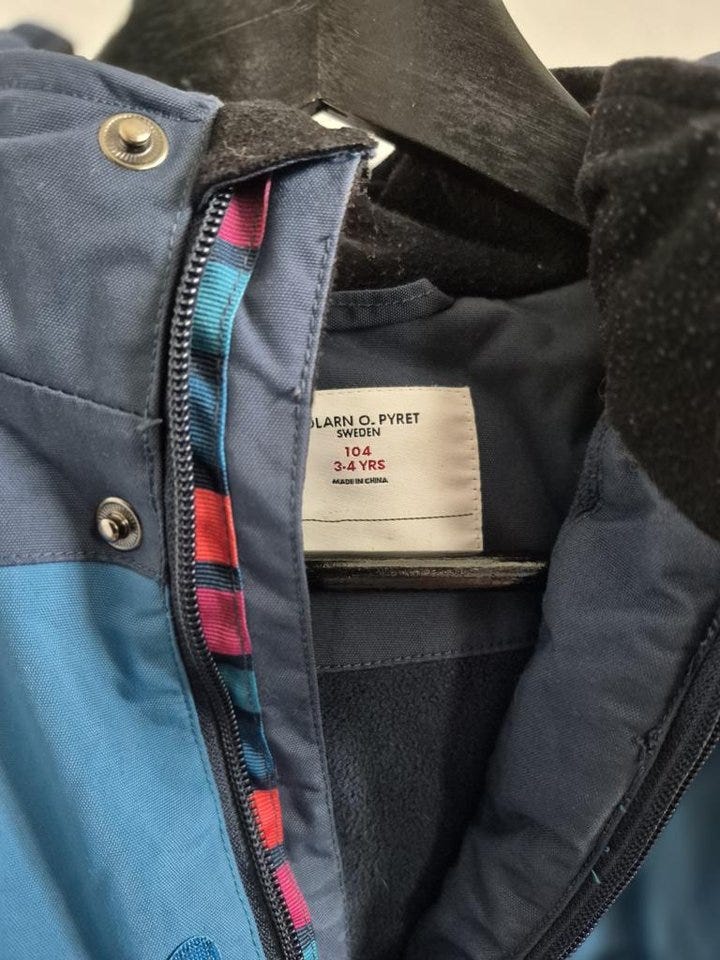 OLARN O. PYRET
SWEDEN
104
3-4 YRS
MADE IN CHINA